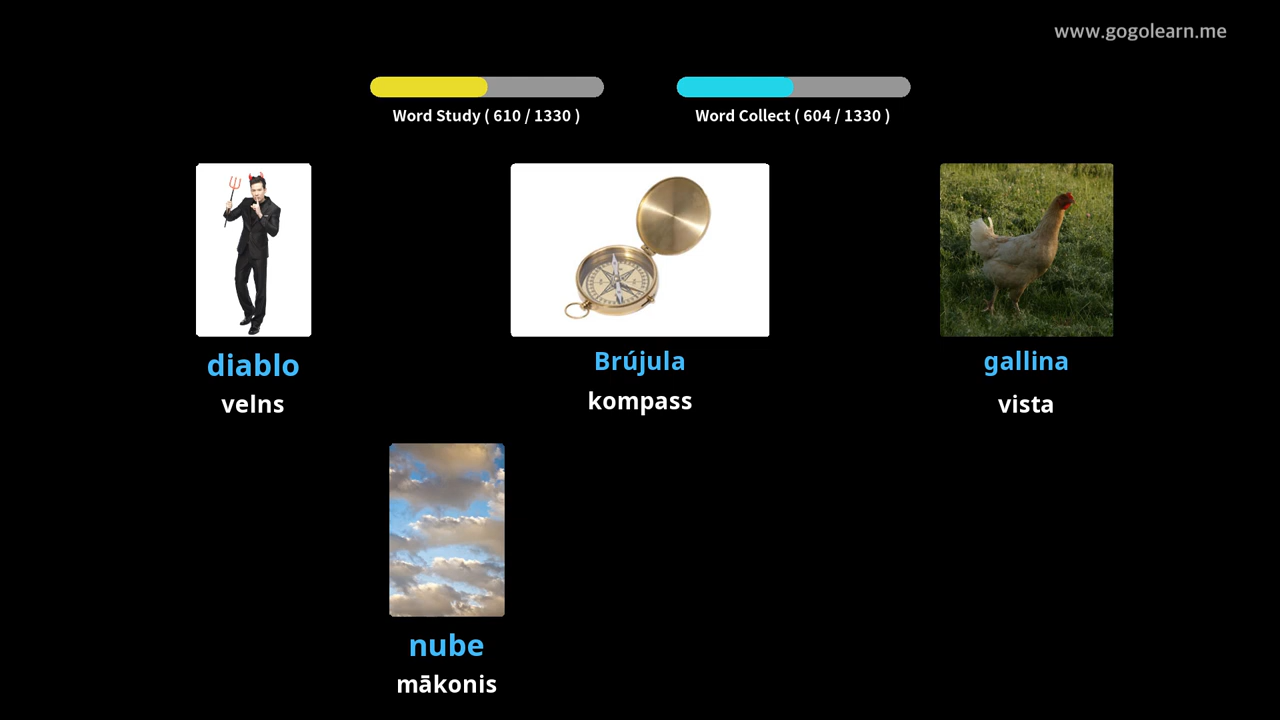 www.gogolearn.me
Word Study ( 610 / 1330 )
Word Collect ( 604 / 1330 )
diablo
velns
Brújula
kompass
gallina
vista
nube
mākonis